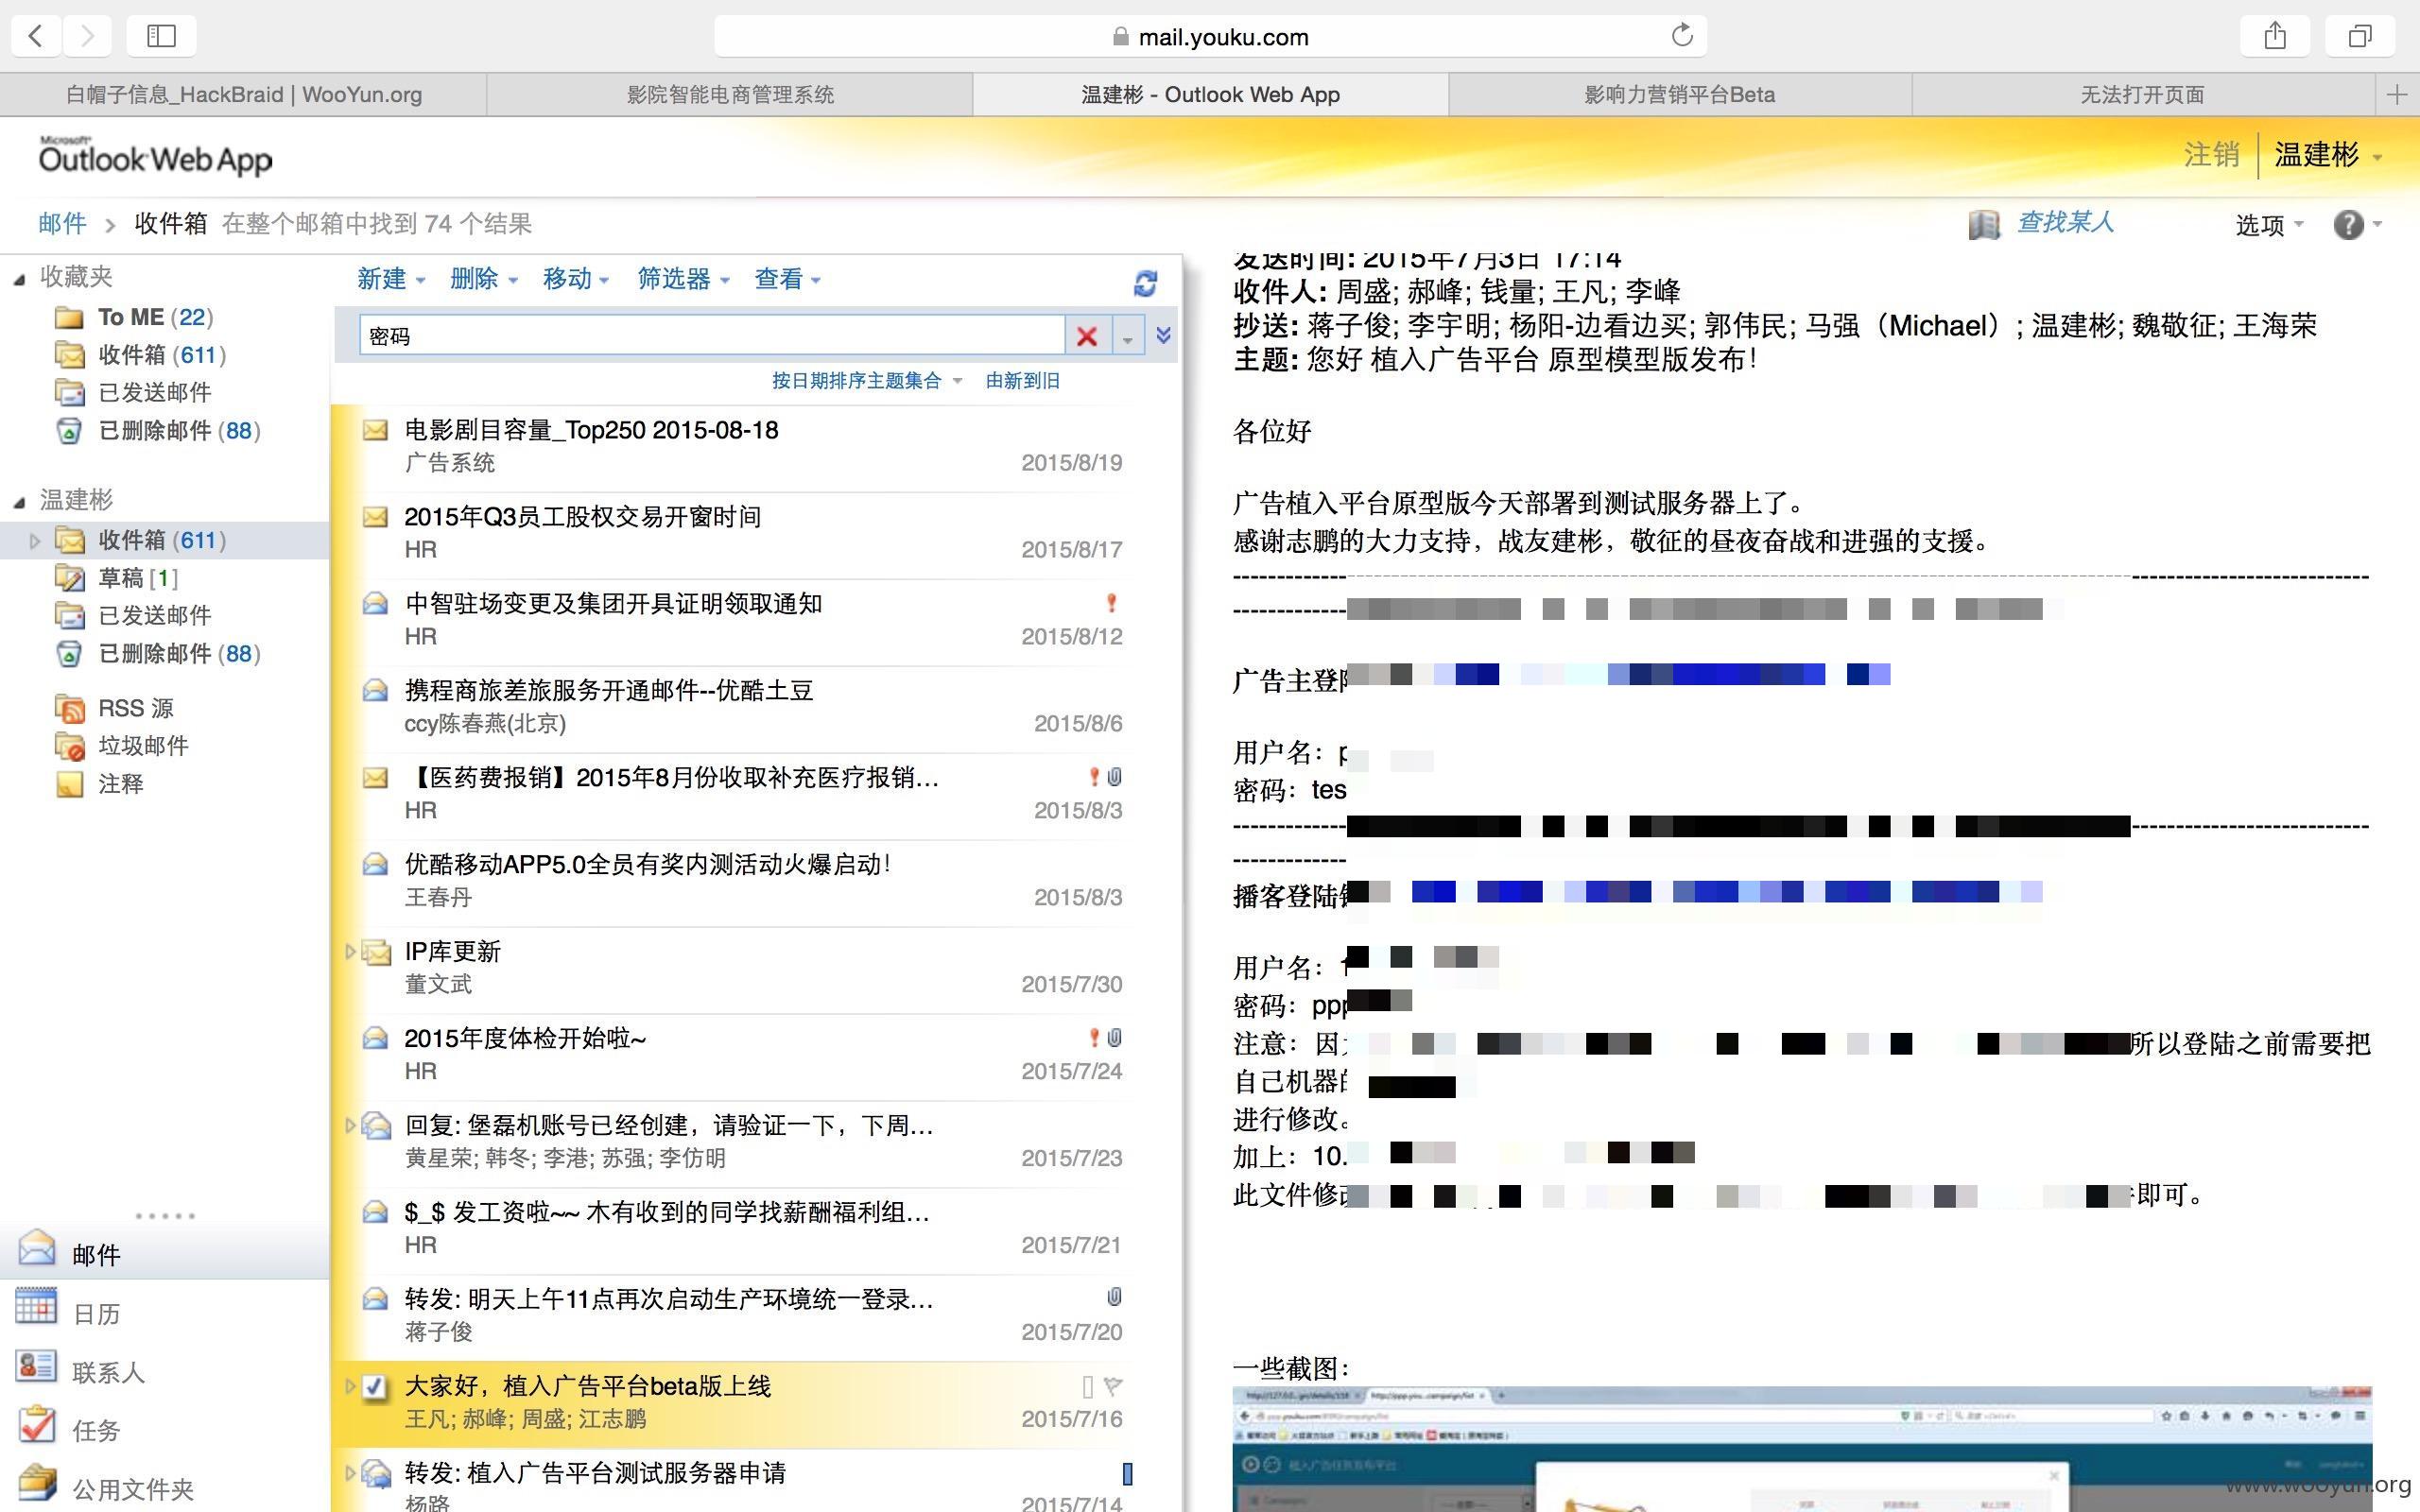 mail.youku.com
白帽子信息_HackBraid | WooYun.org
影院智能电商管理系统
温建彬 - Outlook Web App
影响力营销平台Beta
无法打开页面
Microsoft
Outlook Web App
注销
温建彬
邮件 > 收件箱 在整个邮箱中找到 74 个结果
查找某人
选项
收藏夹
To ME (22)
收件箱 (611)
已发送邮件
已删除邮件 (88)
温建彬
收件箱 (611)
草稿 [1]
已发送邮件
已删除邮件 (88)
RSS 源
垃圾邮件
注释
邮件
日历
联系人
任务
公用文件夹
新建 删除 移动 筛选器 查看
密码
按日期排序主题集合 由新到旧
电影剧目容量_Top250 2015-08-18
广告系统 2015/8/19
2015年Q3员工股权交易开窗时间
HR 2015/8/17
中智驻场变更及集团开具证明领取通知
HR 2015/8/12
携程商旅差旅服务开通邮件--优酷土豆
ccy陈春燕(北京) 2015/8/6
【医药费报销】2015年8月份收取补充医疗报销...
HR 2015/8/3
优酷移动APP5.0全员有奖内测活动火爆启动！
王春丹 2015/8/3
IP库更新
董文武 2015/7/30
2015年度体检开始啦~
HR 2015/7/24
回复: 堡磊机账号已经创建，请验证一下，下周...
黄星荣; 韩冬; 李港; 苏强; 李仿明 2015/7/23
$_$ 发工资啦~~ 木有收到的同学找薪酬福利组...
HR 2015/7/21
转发: 明天上午11点再次启动生产环境统一登录...
蒋子俊 2015/7/20
大家好，植入广告平台beta版上线
王凡; 郝峰; 周盛; 江志鹏 2015/7/16
转发: 植入广告平台测试服务器申请
杨路 2015/7/14
发送时间: 2015年7月3日 17:14
收件人: 周盛; 郝峰; 钱量; 王凡; 李峰
抄送: 蒋子俊; 李宇明; 杨阳-边看边买; 郭伟民; 马强（Michael）; 温建彬; 魏敬征; 王海荣
主题: 您好 植入广告平台 原型模型版发布！
各位好
广告植入平台原型版今天部署到测试服务器上了。
感谢志鹏的大力支持，战友建彬，敬征的昼夜奋战和进强的支援。
广告主登
用户名：p
密码：tes
播客登陆
用户名：
密码：ppp
注意：因 所以登陆之前需要把
自己机器
进行修改。
加上：10.
此文件修 即可。
一些截图：
www.wooyun.org